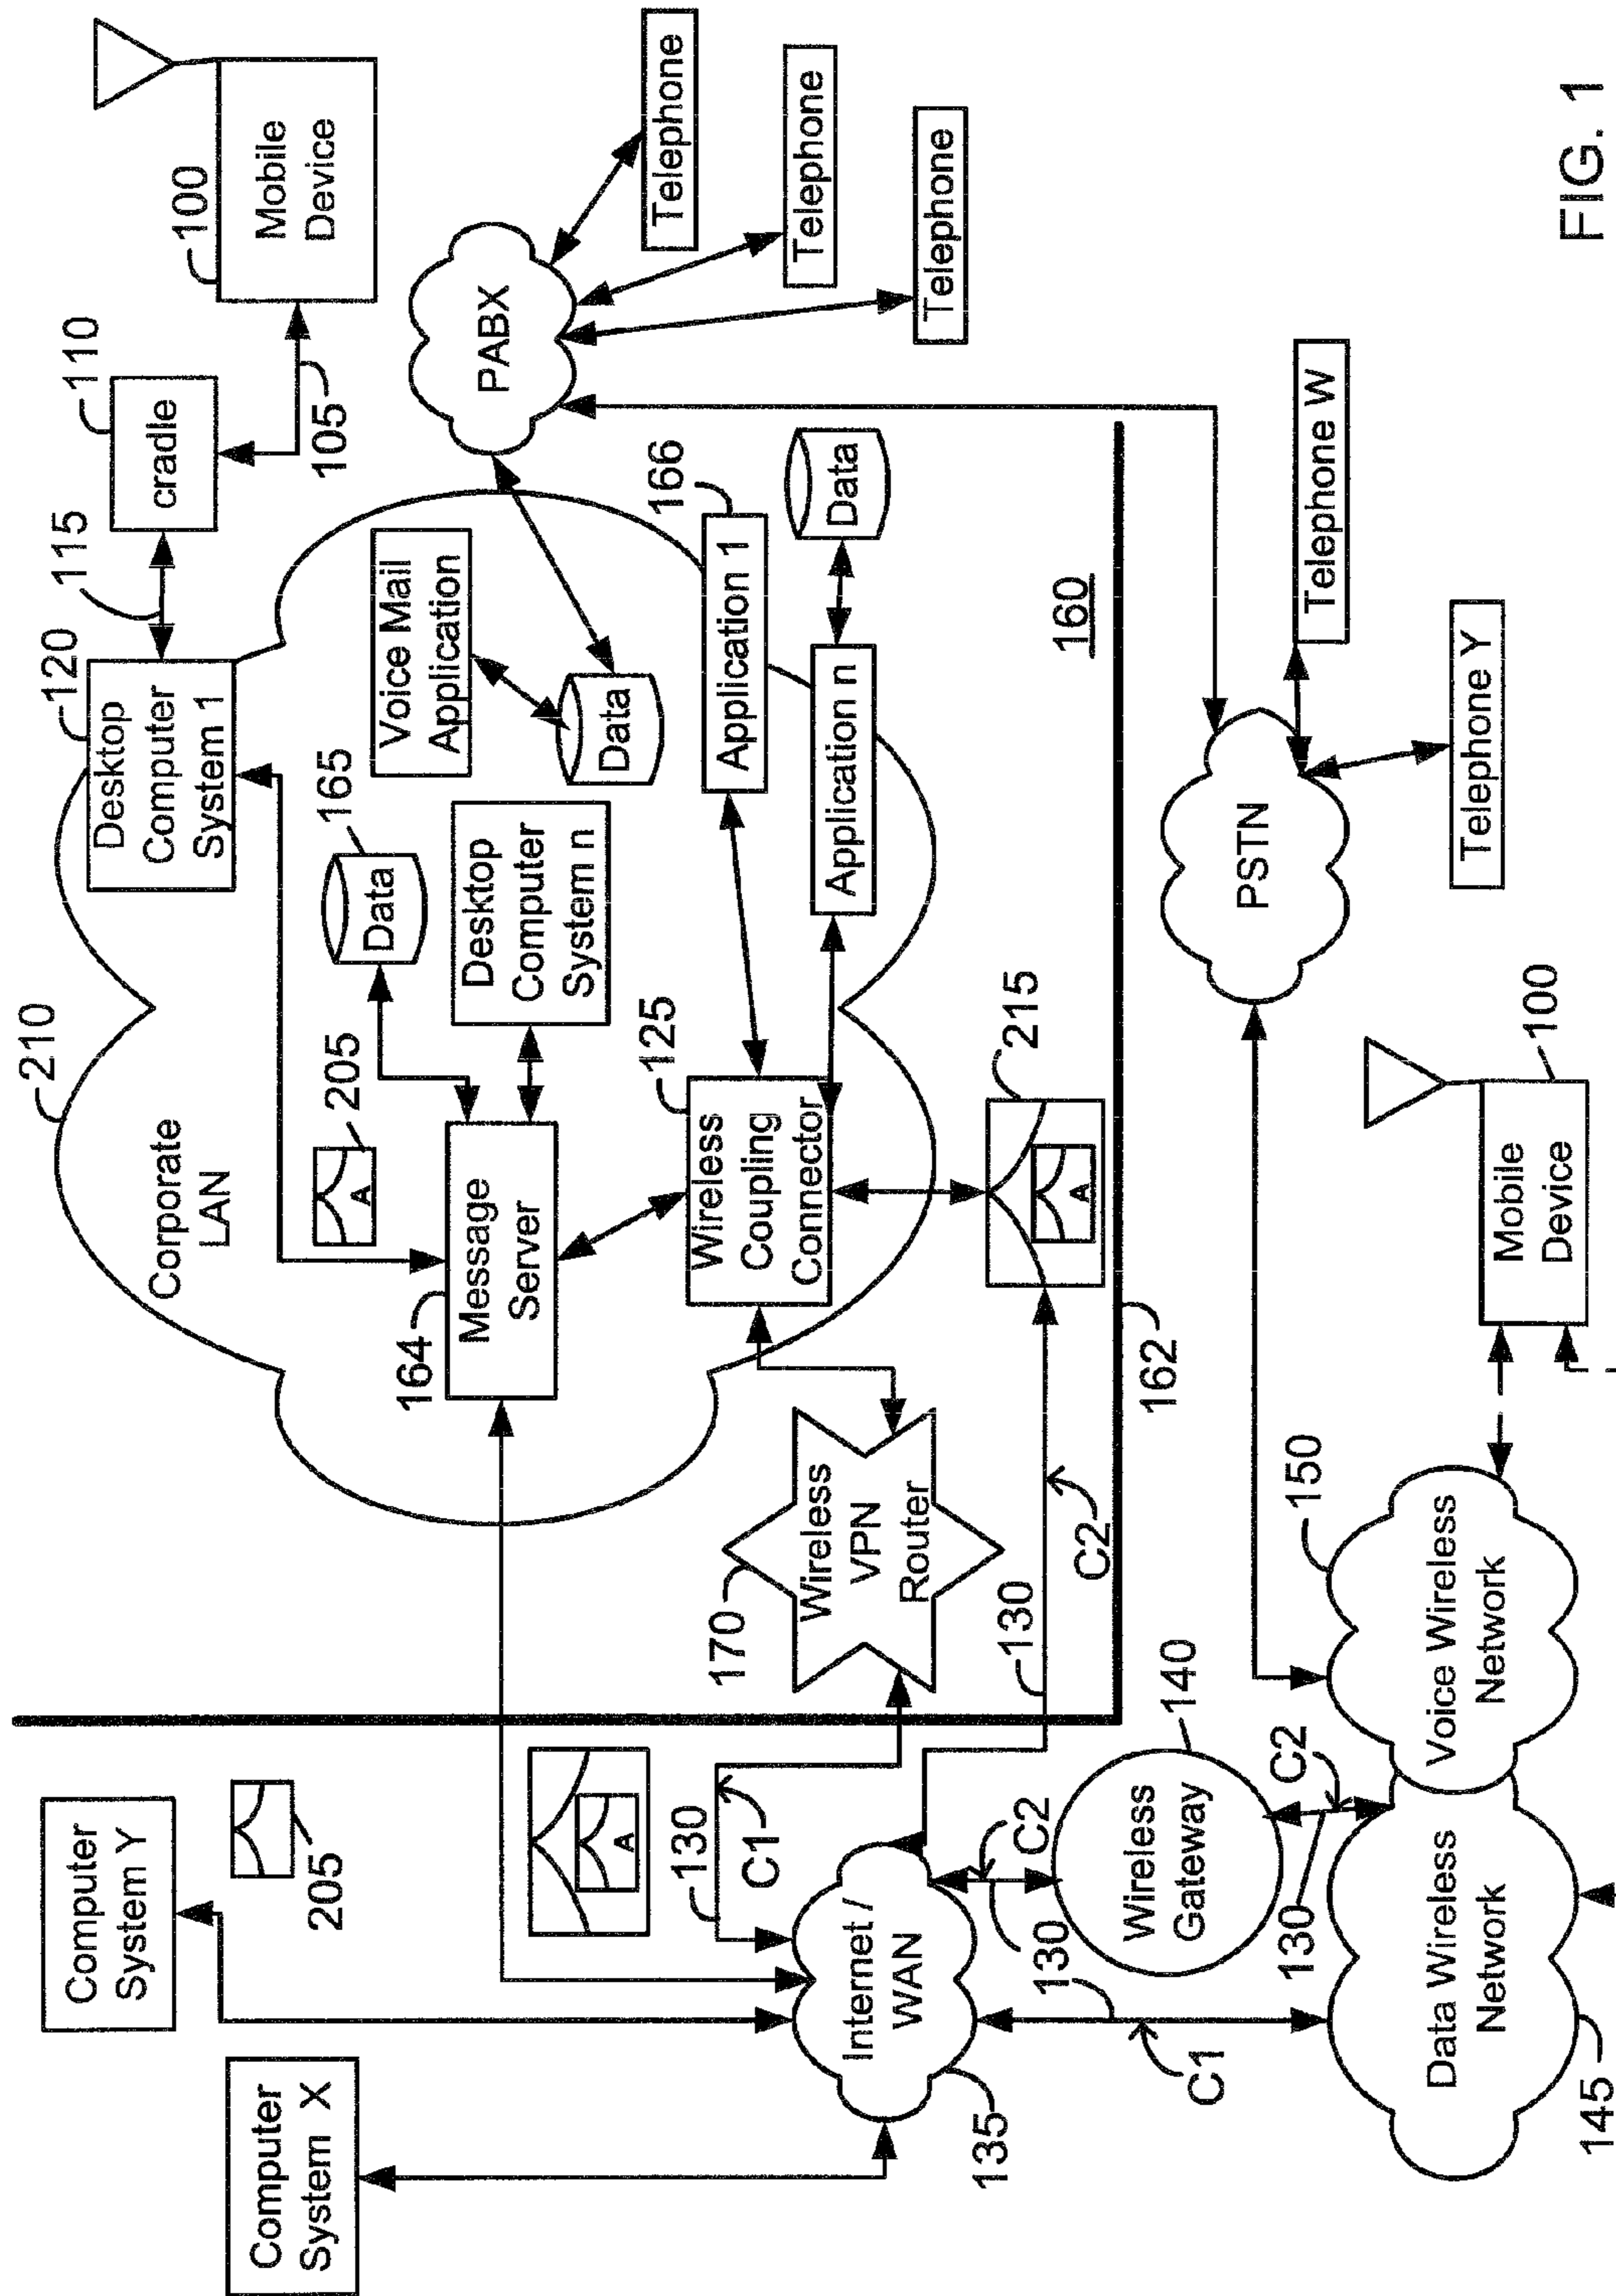 Computer
System X
Computer
System Y
205
210
Corporate
LAN
Desktop
Computer
System 1
120
115
cradle
110
105
100
Mobile
Device
205
A
165
Data
Voice Mail
Application
Data
PABX
Telephone
Telephone
Telephone
164
Message
Server
Desktop
Computer
System n
A
130
C1
170
Wireless
VPN
Router
125
Wireless
Coupling
Connector
Application 1
166
Application n
Data
215
A
Internet /
WAN
135
C2
130
130
C2
162
160
C1
130
Wireless
Gateway
140
C2
130
PSTN
Telephone W
Telephone Y
Data Wireless
Network
145
Voice Wireless
Network
150
Mobile
Device
100
FIG. 1